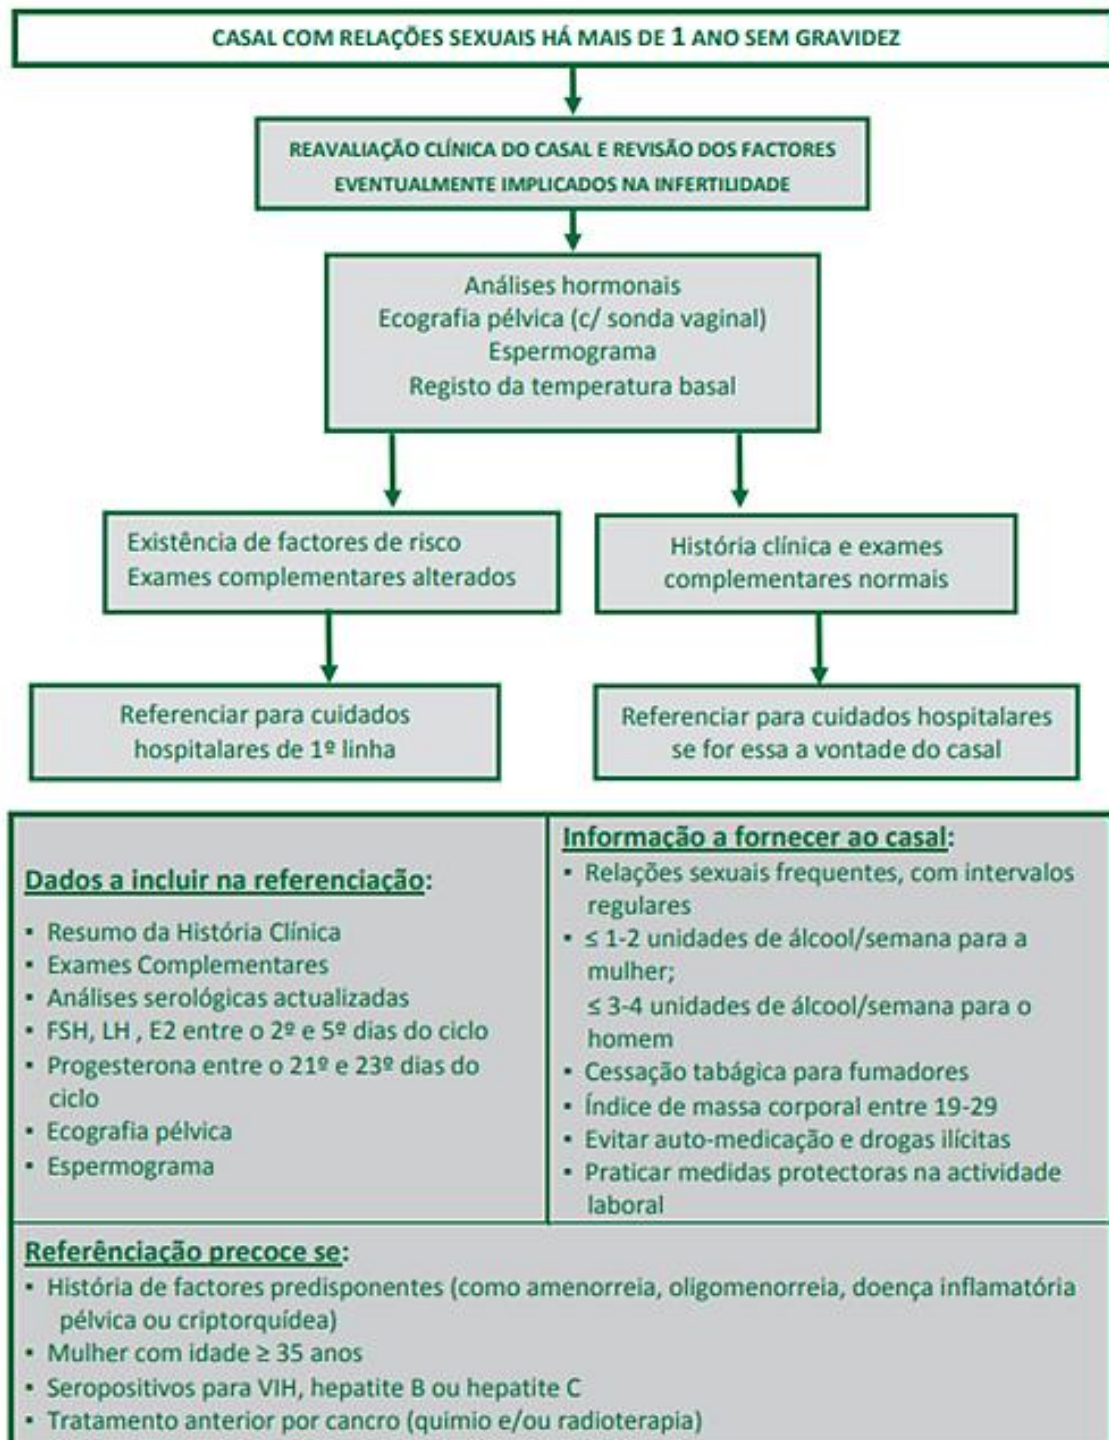 CASAL COM RELAÇÕES SEXUAIS HÁ MAIS DE 1 ANO SEM GRAVIDEZ
REAVALIAÇÃO CLÍNICA DO CASAL E REVISÃO DOS FACTORES
EVENTUALMENTE IMPLICADOS NA INFERTILIDADE
Análises hormonais
Ecografia pélvica (c/ sonda vaginal)
Espermograma
Registo da temperatura basal
Existência de factores de risco
Exames complementares alterados
História clínica e exames
complementares normais
Referenciar para cuidados
hospitalares de 1º linha
Referenciar para cuidados hospitalares
se for essa a vontade do casal
Dados a incluir na referenciação:
▪ Resumo da História Clínica
▪ Exames Complementares
▪ Análises serológicas actualizadas
▪ FSH, LH , E2 entre o 2º e 5º dias do ciclo
▪ Progesterona entre o 21º e 23º dias do
ciclo
▪ Ecografia pélvica
▪ Espermograma
Informação a fornecer ao casal:
▪ Relações sexuais frequentes, com intervalos
regulares
▪ ≤ 1-2 unidades de álcool/semana para a
mulher;
≤ 3-4 unidades de álcool/semana para o
homem
▪ Cessação tabágica para fumadores
▪ Índice de massa corporal entre 19-29
▪ Evitar auto-medicação e drogas ilícitas
▪ Praticar medidas protectoras na actividade
laboral
Referênciação precoce se:
▪ História de factores predisponentes (como amenorreia, oligomenorreia, doença inflamatória
pélvica ou criptorquídea)
▪ Mulher com idade ≥ 35 anos
▪ Seropositivos para VIH, hepatite B ou hepatite C
▪ Tratamento anterior por cancro (quimio e/ou radioterapia)